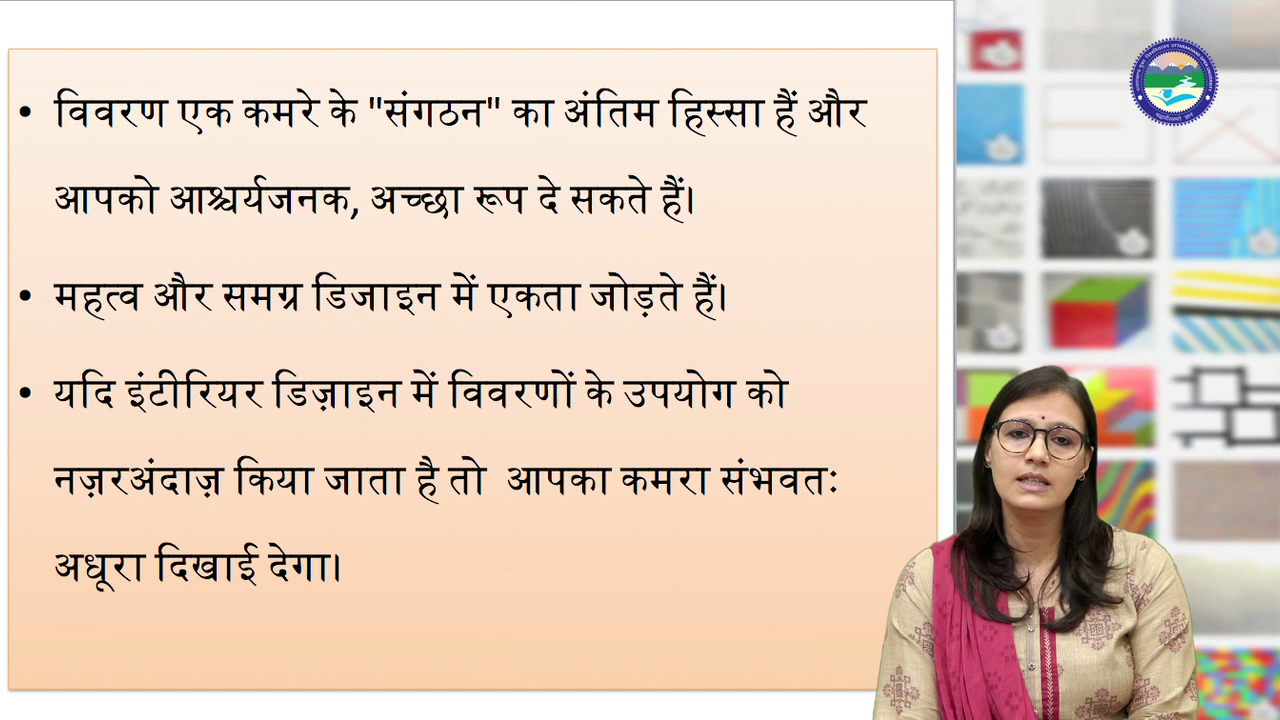 • विवरण एक कमरे के "संगठन" का अंतिम हिस्सा हैं और
आपको आश्चर्यजनक, अच्छा रूप दे सकते हैं।
• महत्व और समग्र डिजाइन में एकता जोड़ते हैं।
• यदि इंटीरियर डिज़ाइन में विवरणों के उपयोग को
नज़रअंदाज़ किया जाता है तो आपका कमरा संभवतः
अधूरा दिखाई देगा।